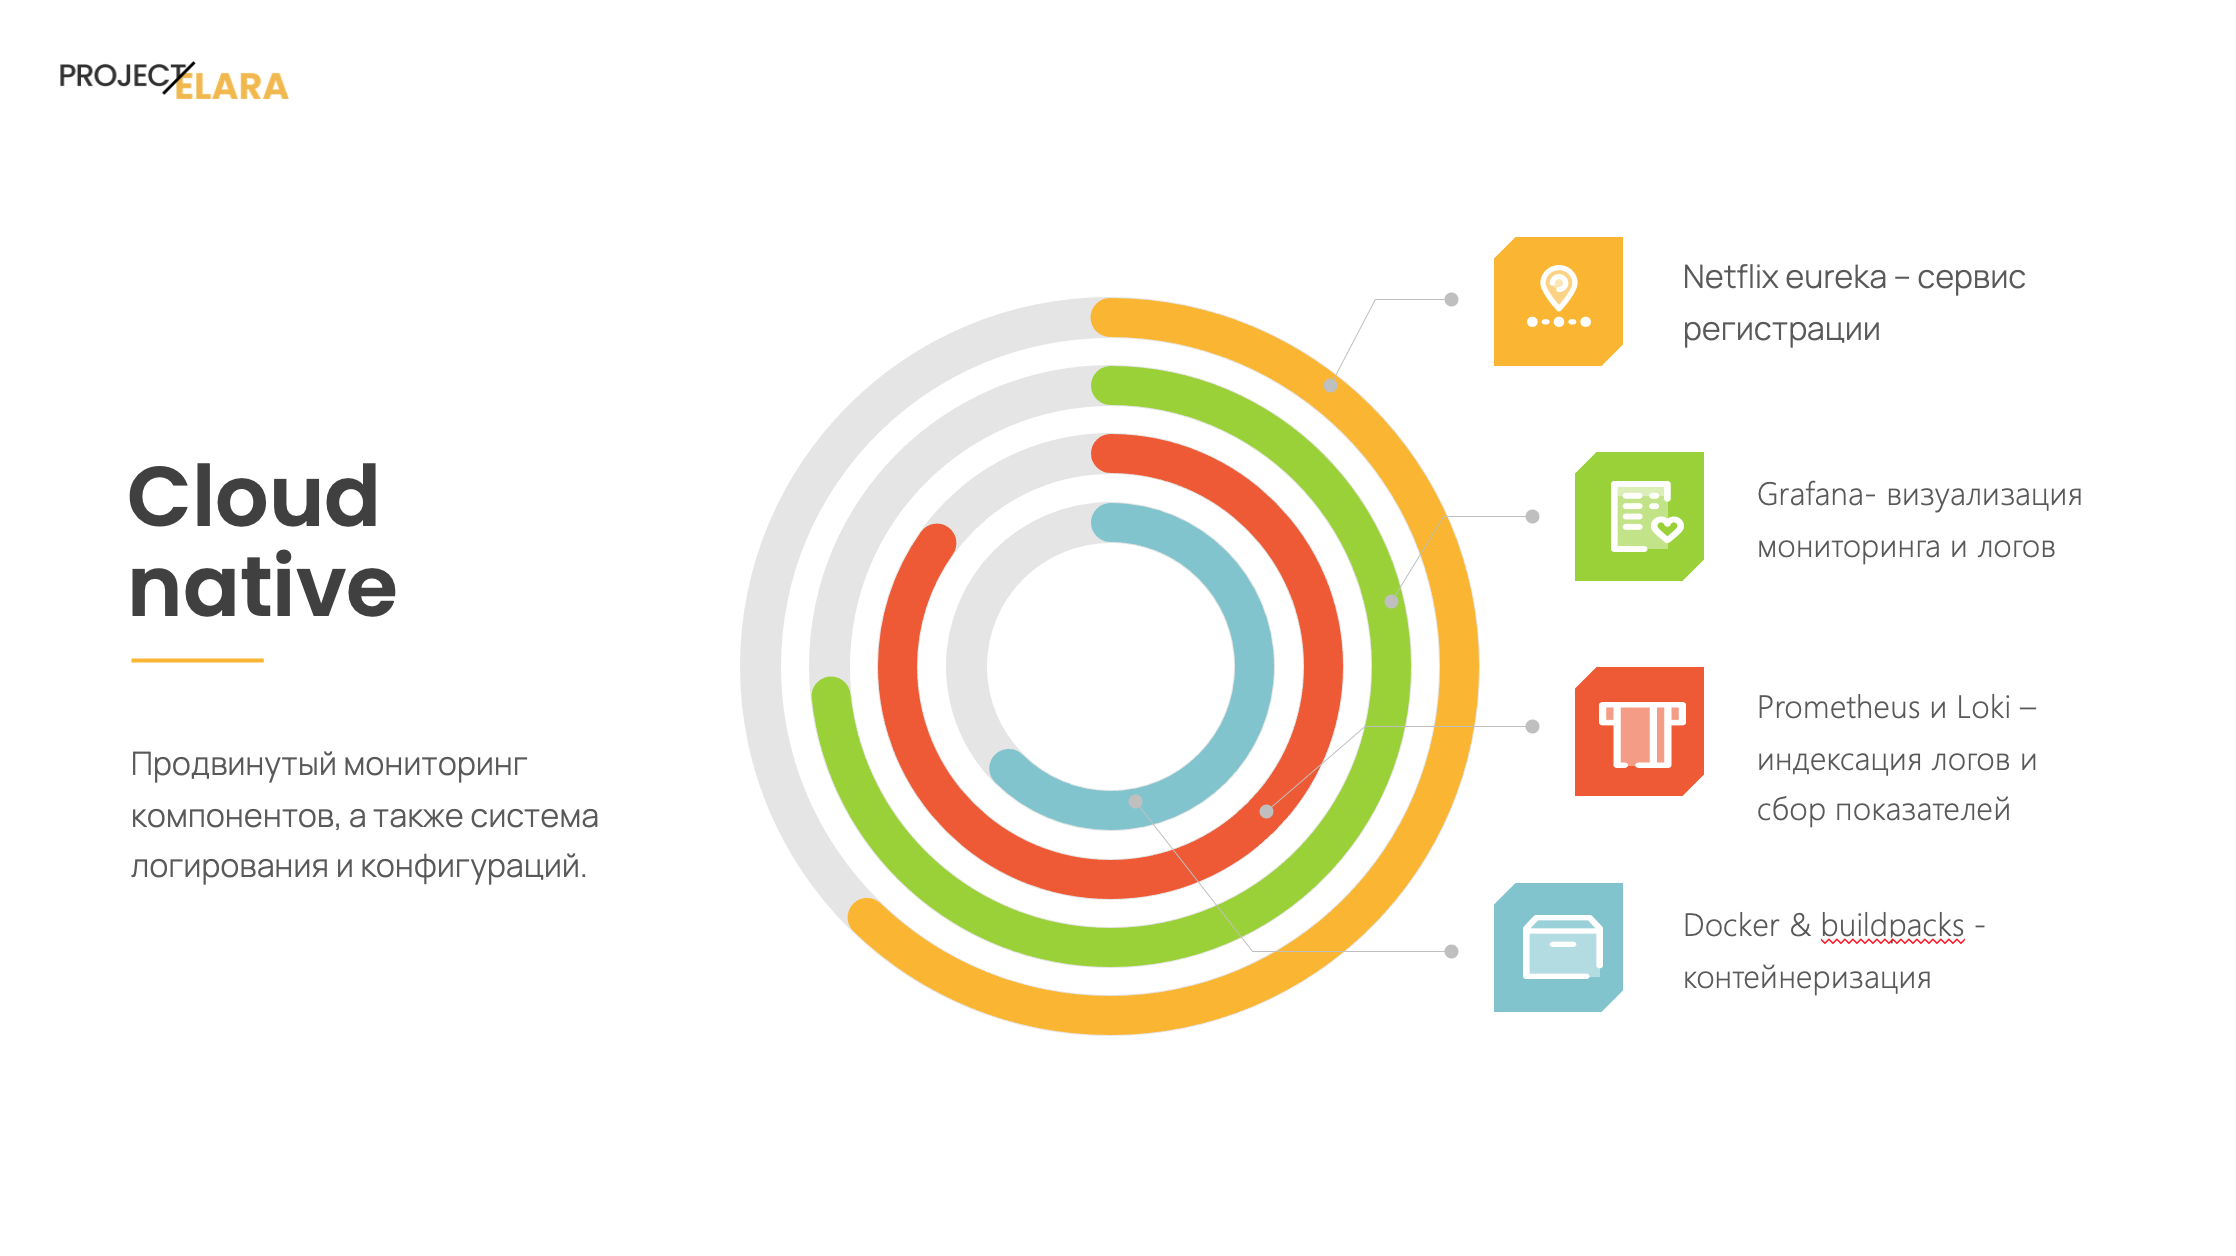 PROJECT
ELARA
Cloud
native
Продвинутый мониторинг
компонентов, а также система
логирования и конфигураций.
Netflix eureka – сервис
регистрации
Grafana- визуализация
мониторинга и логов
Prometheus и Loki –
индексация логов и
сбор показателей
Docker & buildpacks -
контейнеризация